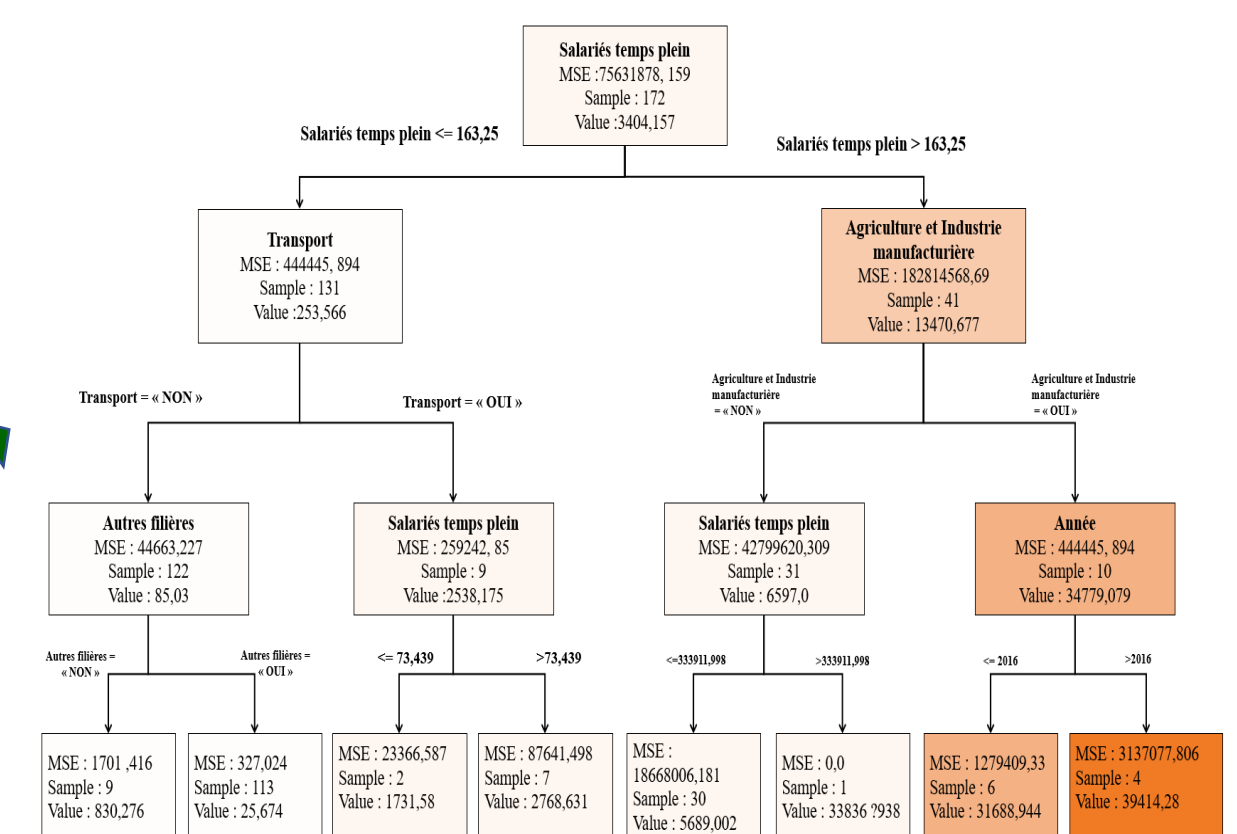 Salariés temps plein
MSE :75631878, 159
Sample : 172
Value :3404,157
Salariés temps plein <= 163,25
Salariés temps plein > 163,25
Transport
MSE : 444445, 894
Sample : 131
Value :253,566
Agriculture et Industrie
manufacturière
MSE : 182814568,69
Sample : 41
Value : 13470,677
Transport = « NON »
Transport = « OUI »
Agriculture et Industrie
manufacturière
= « NON »
Agriculture et Industrie
manufacturière
= « OUI »
Autres filières
MSE : 44663,227
Sample : 122
Value : 85,03
Salariés temps plein
MSE : 259242, 85
Sample : 9
Value :2538,175
Salariés temps plein
MSE : 42799620,309
Sample : 31
Value : 6597,0
Année
MSE : 444445, 894
Sample : 10
Value : 34779,079
Autres filières =
« NON »
Autres filières =
« OUI »
<= 73,439
>73,439
<=333911,998
>333911,998
<= 2016
>2016
MSE : 1701 ,416
Sample : 9
Value : 830,276
MSE : 327,024
Sample : 113
Value : 25,674
MSE : 23366,587
Sample : 2
Value : 1731,58
MSE : 87641,498
Sample : 7
Value : 2768,631
MSE :
18668006,181
Sample : 30
Value : 5689,002
MSE : 0,0
Sample : 1
Value : 33836 ?938
MSE : 1279409,33
Sample : 6
Value : 31688,944
MSE : 3137077,806
Sample : 4
Value : 39414,28